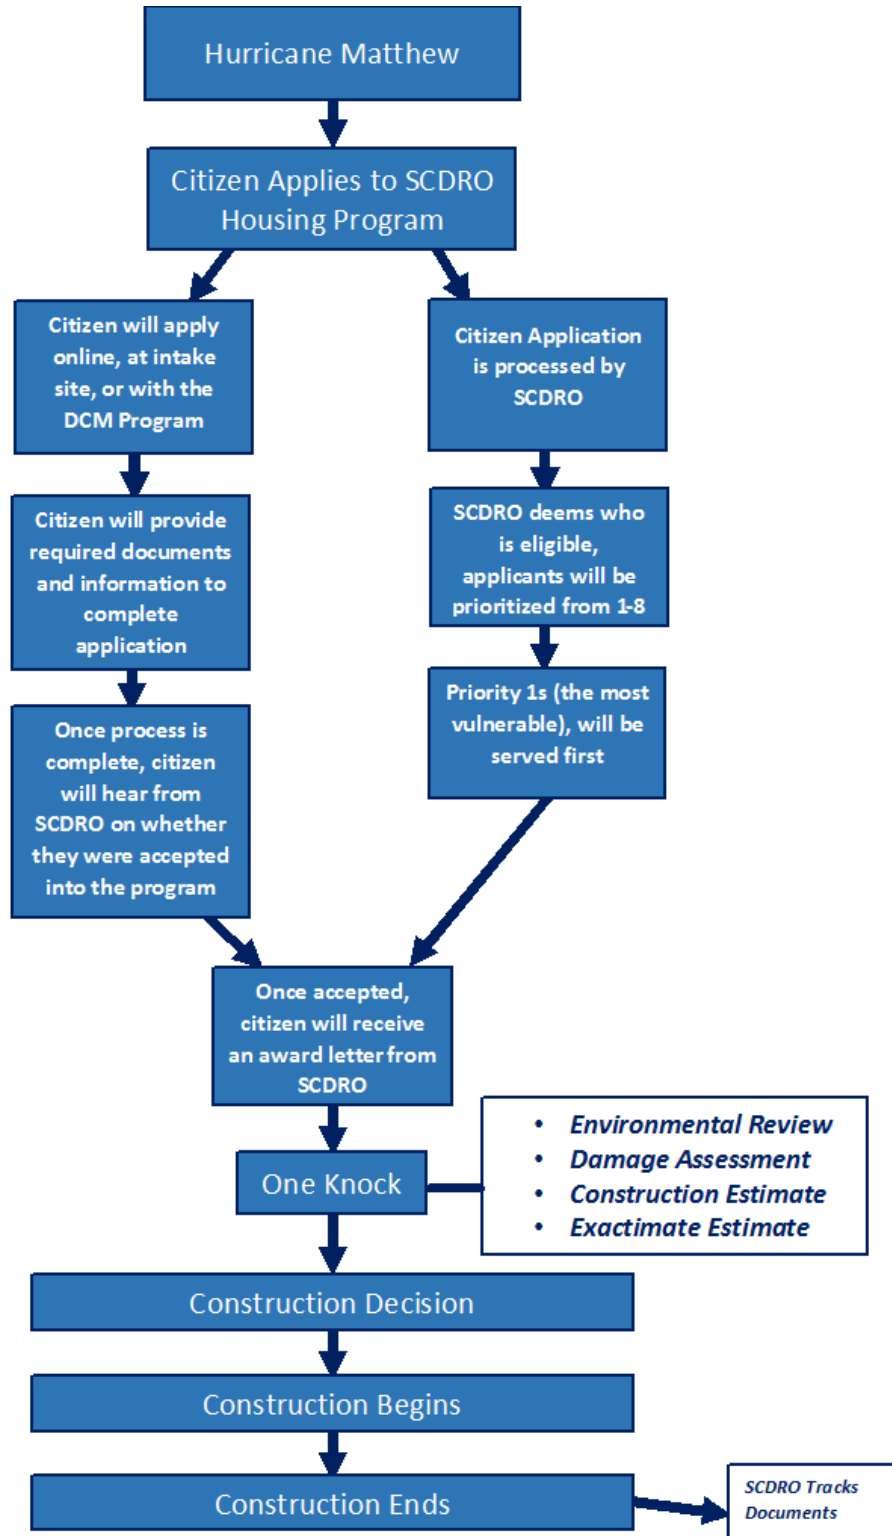 Hurricane Matthew
Citizen Applies to SCDRO
Housing Program
Citizen will apply
online, at intake
site, or with the
DCM Program
Citizen will provide
required documents
and information to
complete
application
Once process is
complete, citizen
will hear from
SCDRO on whether
they were accepted
into the program
Citizen Application
is processed by
SCDRO
SCDRO deems who
is eligible,
applicants will be
prioritized from 1-8
Priority 1s (the most
vulnerable), will be
served first
Once accepted,
citizen will receive
an award letter from
SCDRO
One Knock
• Environmental Review
• Damage Assessment
• Construction Estimate
• Exactimate Estimate
Construction Decision
Construction Begins
Construction Ends
SCDRO Tracks
Documents